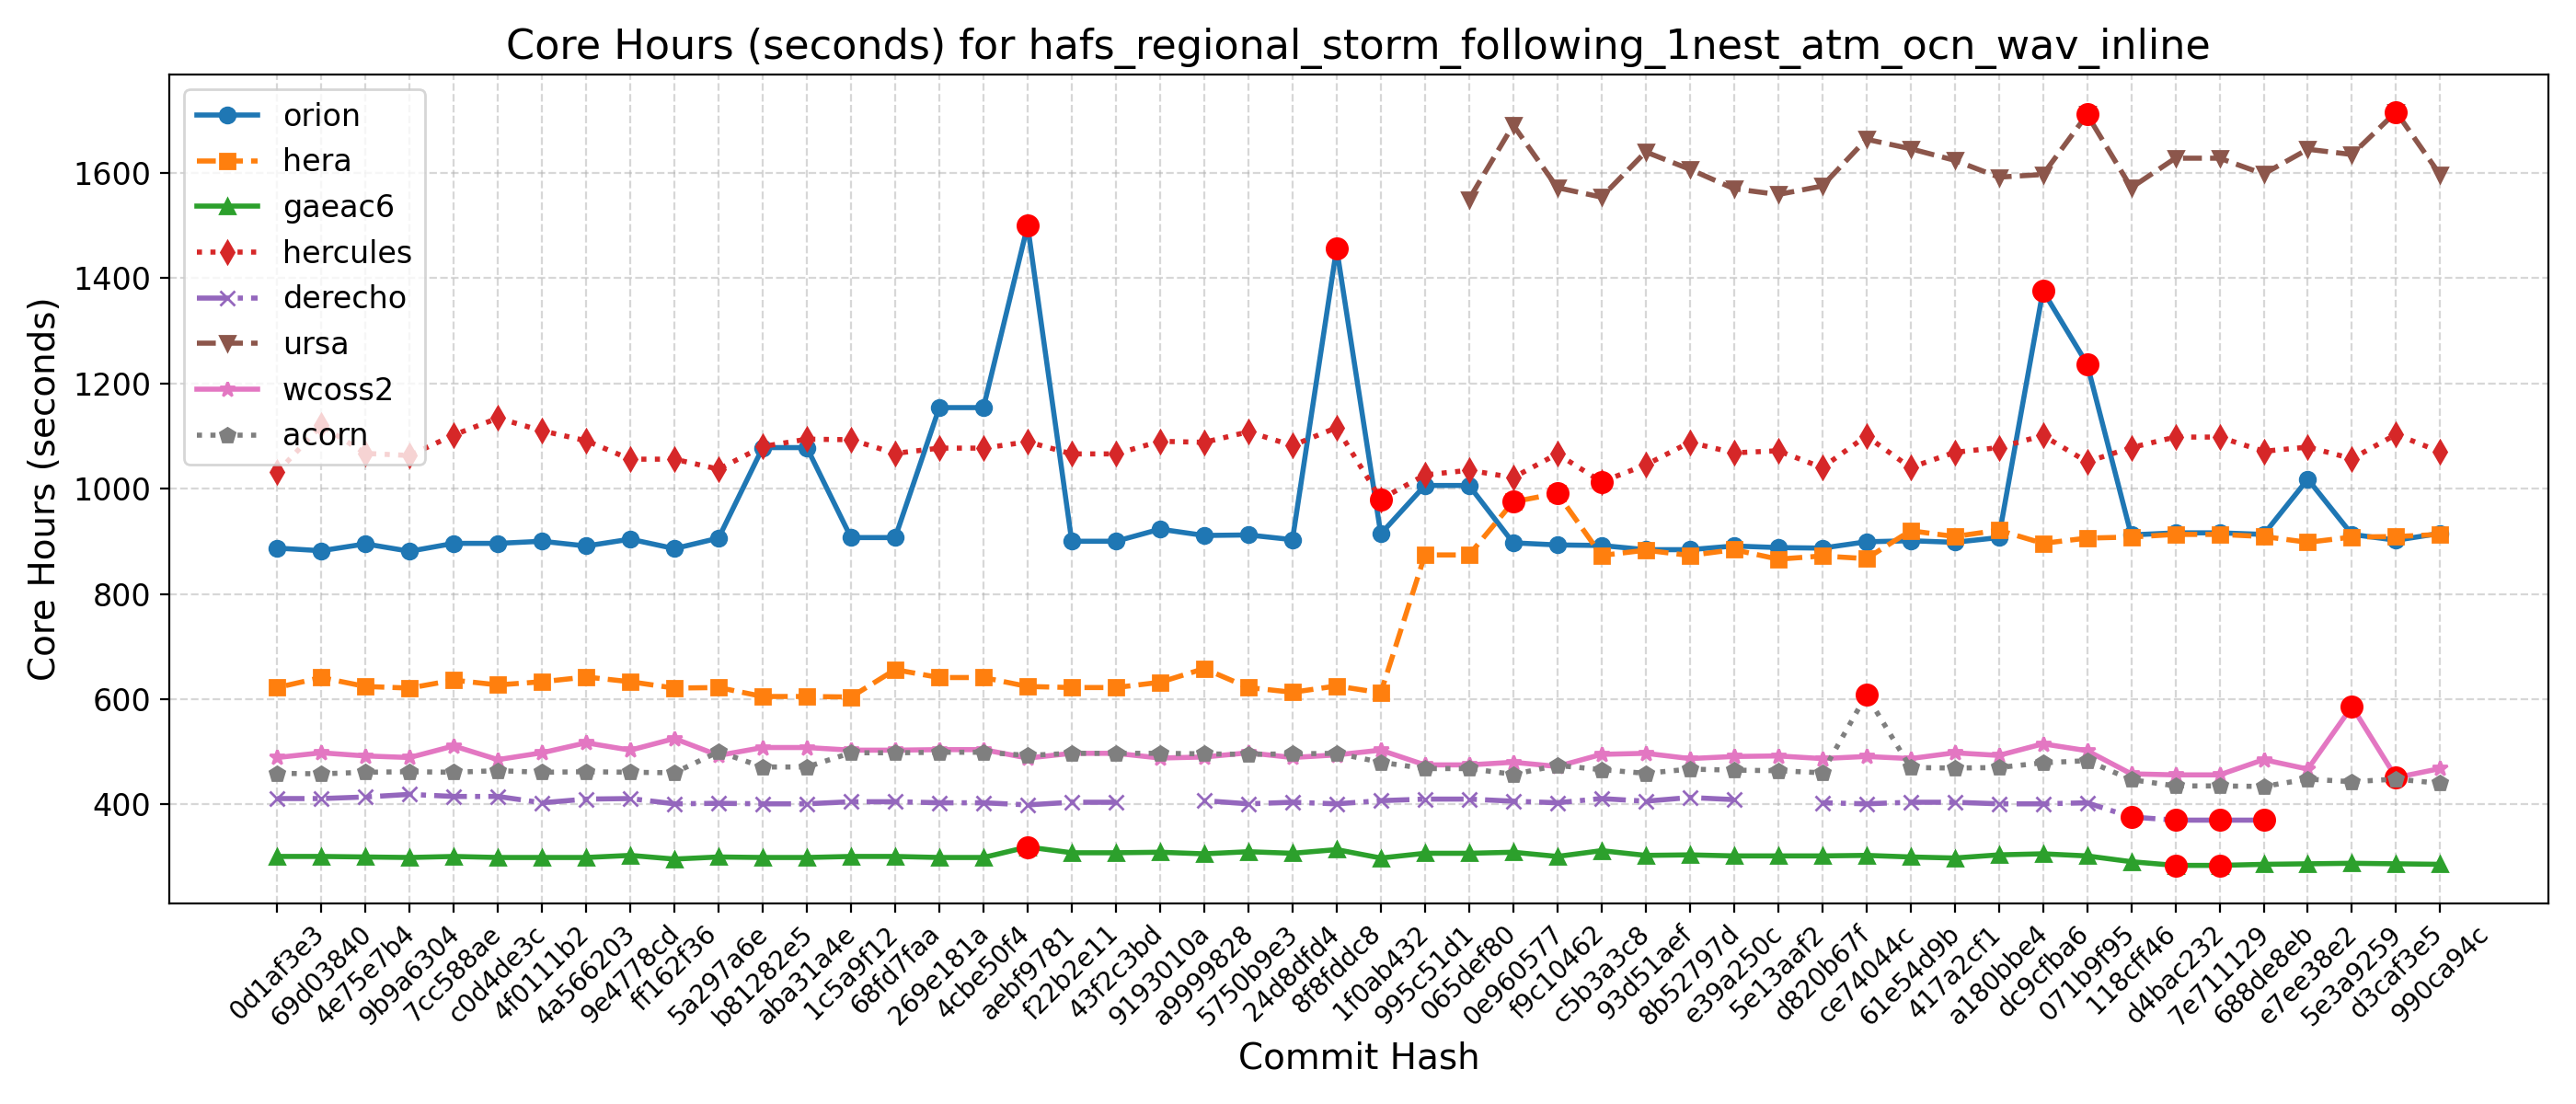 Core Hours (seconds) for hafs_regional_storm_following_1nest_atm_ocn_wav_inline
Core Hours (seconds)
1600
1400
1200
1000
800
600
400
orion
hera
gaeac6
hercules
derecho
ursa
wcoss2
acorn
0d1af3e3
69d03840
4e75e7b4
9b9a6304
7cc588ae
c0d4de3c
4f0111b2
4a566203
9e4778cd
ff162f36
5a297a6e
b81282e5
aba31a4e
1c5a9f12
68fd7faa
269e181a
4cbe50f4
aebf9781
f22b2e11
43f2c3bd
9193010a
a9999828
5750b9e3
24d8dfd4
8f8fddc8
1f0ab432
995c51d1
065def80
0e960577
f9c10462
c5b3a3c8
93d51aef
8b52797d
e39a250c
5e13aaf2
d820b67f
ce74044c
61e54d9b
417a2cf1
a180bbe4
dc9cfba6
071b9f95
118cff46
d4bac232
7e711129
688de8eb
e7ee38e2
5e3a9259
d3caf3e5
990ca94c
Commit Hash